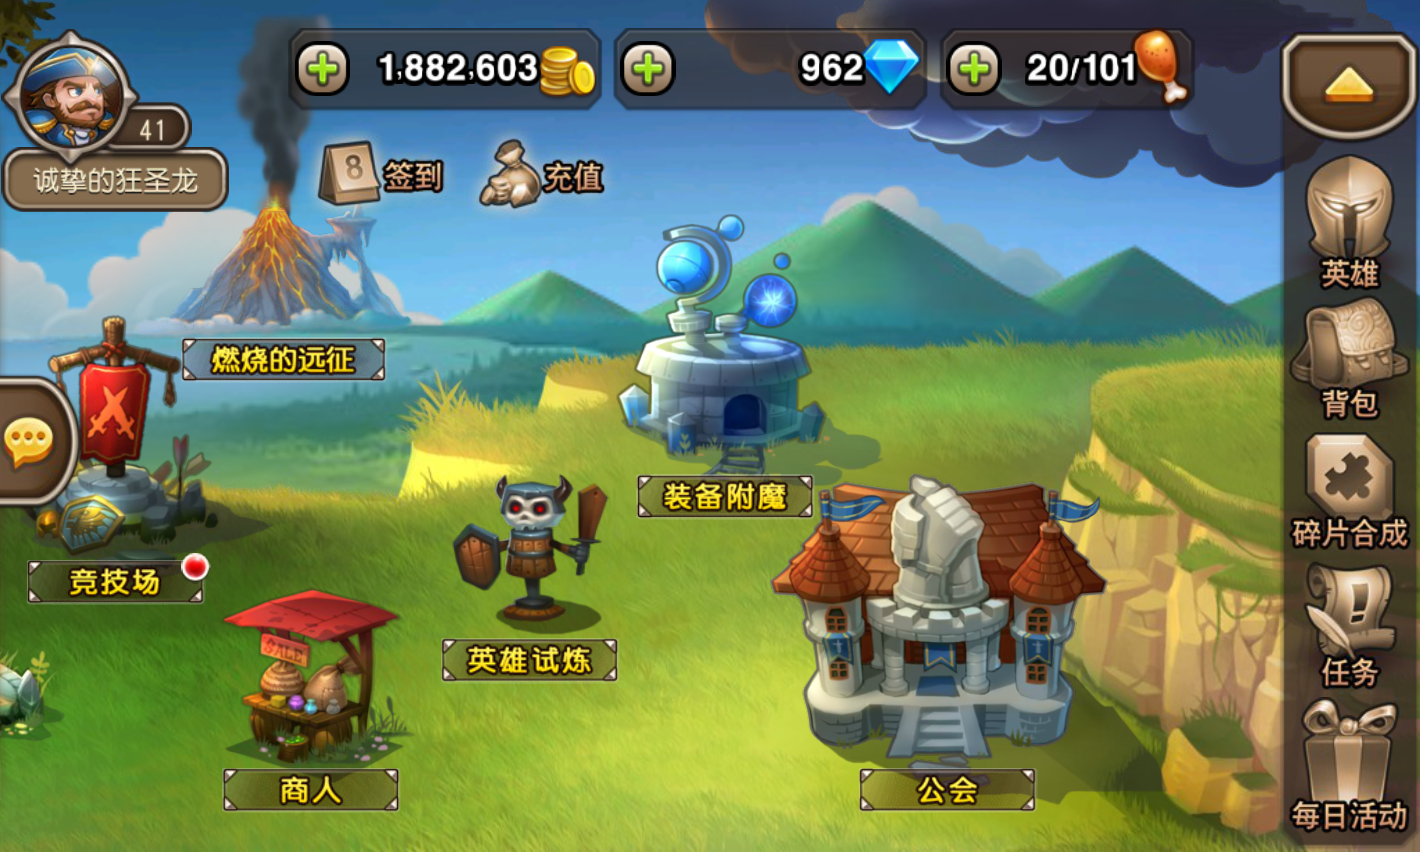 1,882,603
962
20/101
41
诚挚的狂圣龙
8
签到
充值
英雄
燃烧的远征
背包
装备附魔
碎片合成
竞技场
SALE
英雄试炼
任务
商人
公会
每日活动